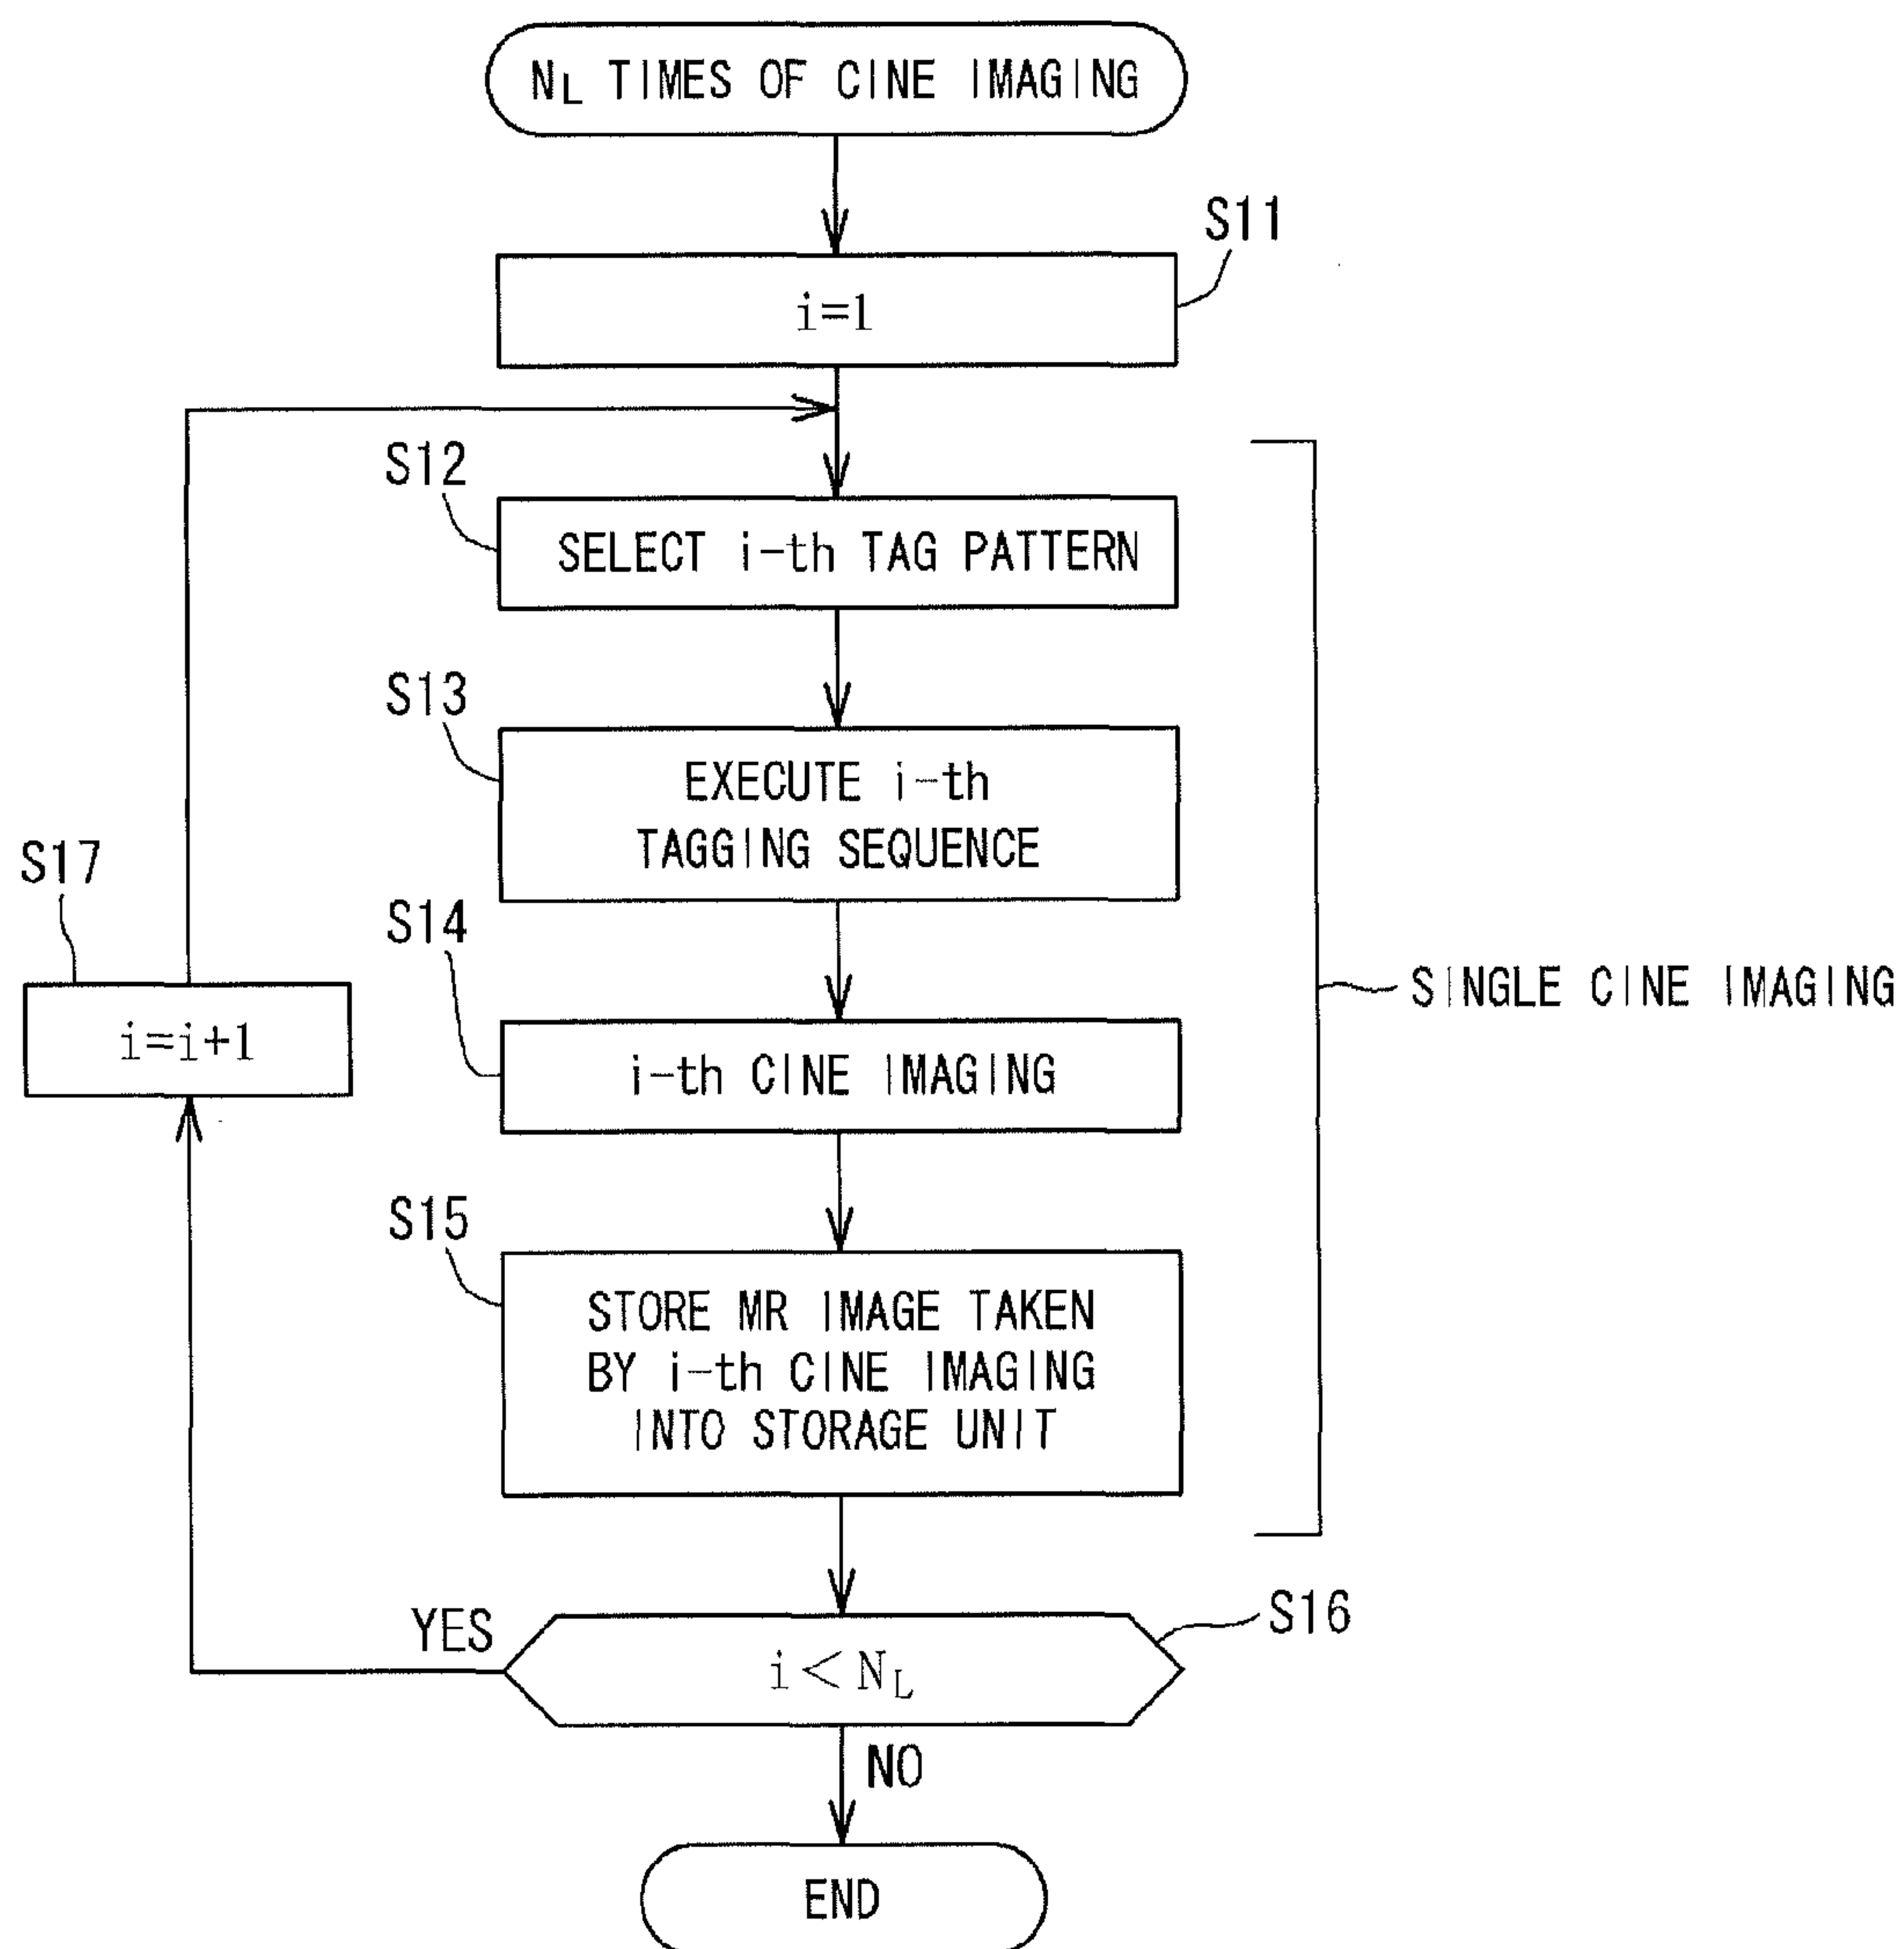 NL TIMES OF CINE IMAGING
S11
i=1
S12
SELECT i-th TAG PATTERN
S13
EXECUTE i-th
TAGGING SEQUENCE
S17
i=i+1
S14
i-th CINE IMAGING
SINGLE CINE IMAGING
S15
STORE MR IMAGE TAKEN
BY i-th CINE IMAGING
INTO STORAGE UNIT
YES
S16
i<NL
NO
END